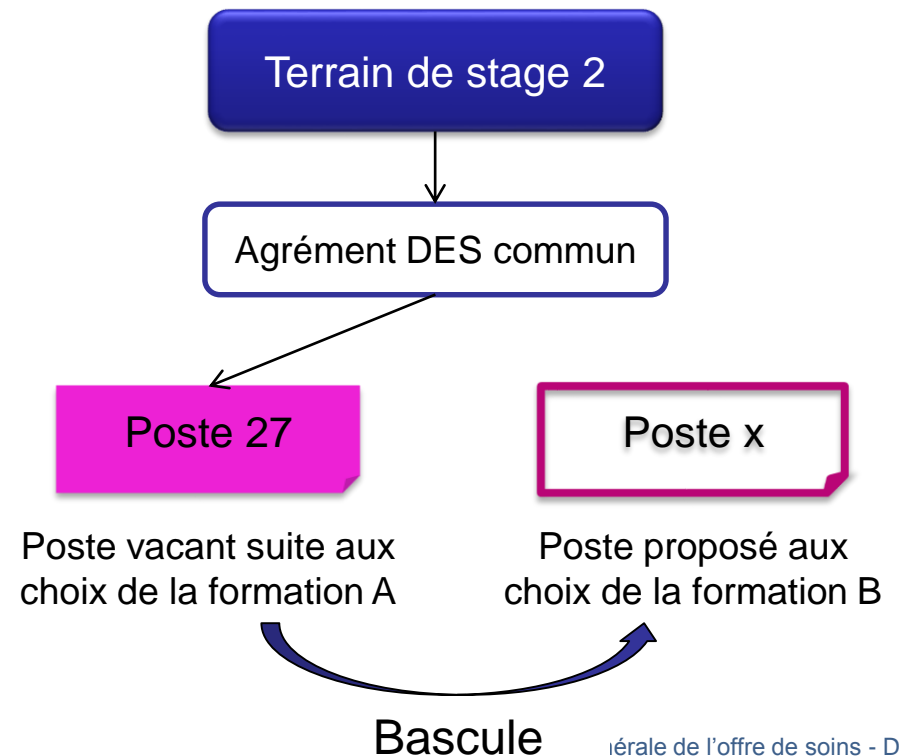 Terrain de stage 2
Agrément DES commun
Poste 27
Poste x
Poste vacant suite aux
choix de la formation A
Poste proposé aux
choix de la formation B
Bascule
de l'offre de soins - D